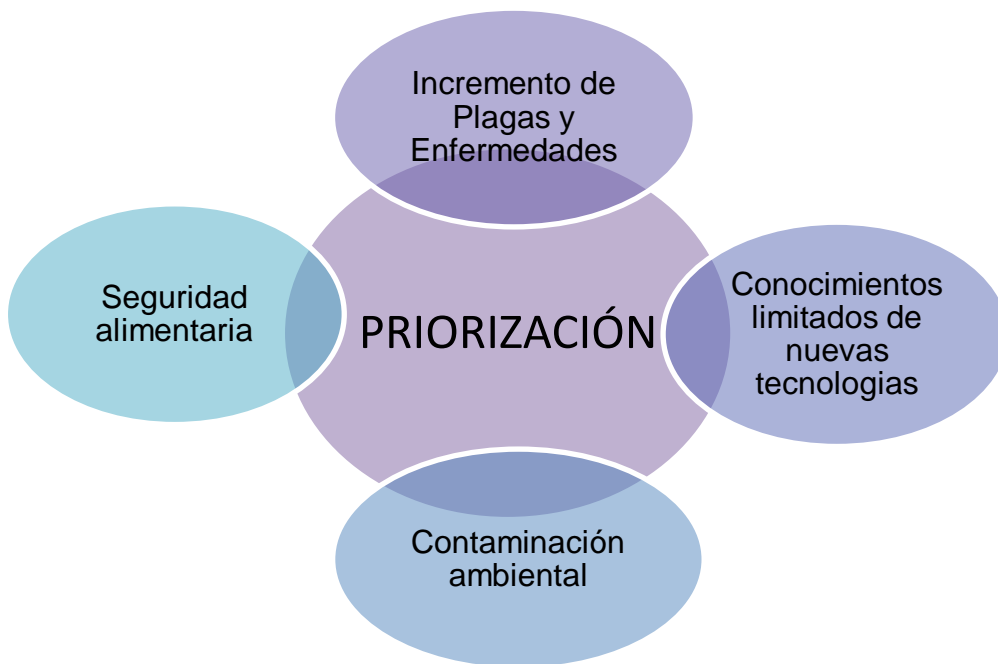 Incremento de
Plagas y
Enfermedades
Seguridad
alimentaria
PRIORIZACIÓN
Conocimientos
limitados de
nuevas
tecnologias
Contaminación
ambiental